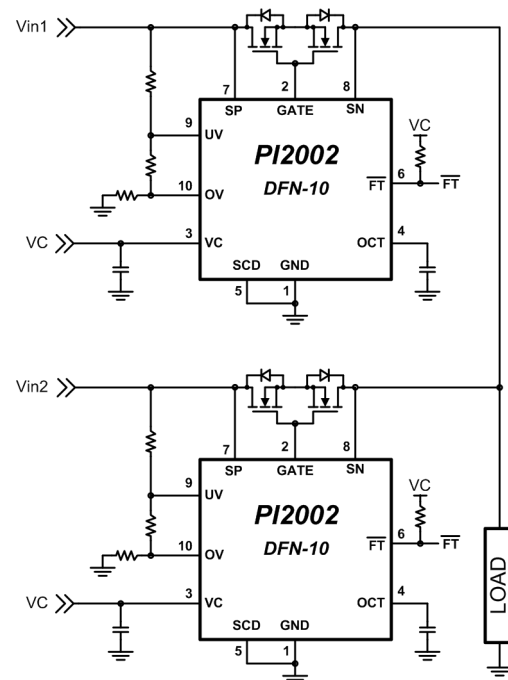 Vin1
7
2
8
SP
GATE
SN
VC
9
UV
PI2002
6
FT
FT
10
OV
DFN-10
VC
3
VC
OCT
4
SCD
GND
5
1
Vin2
7
2
8
SP
GATE
SN
VC
9
UV
PI2002
6
FT
FT
10
OV
DFN-10
VC
3
VC
OCT
4
SCD
GND
5
1
LOAD